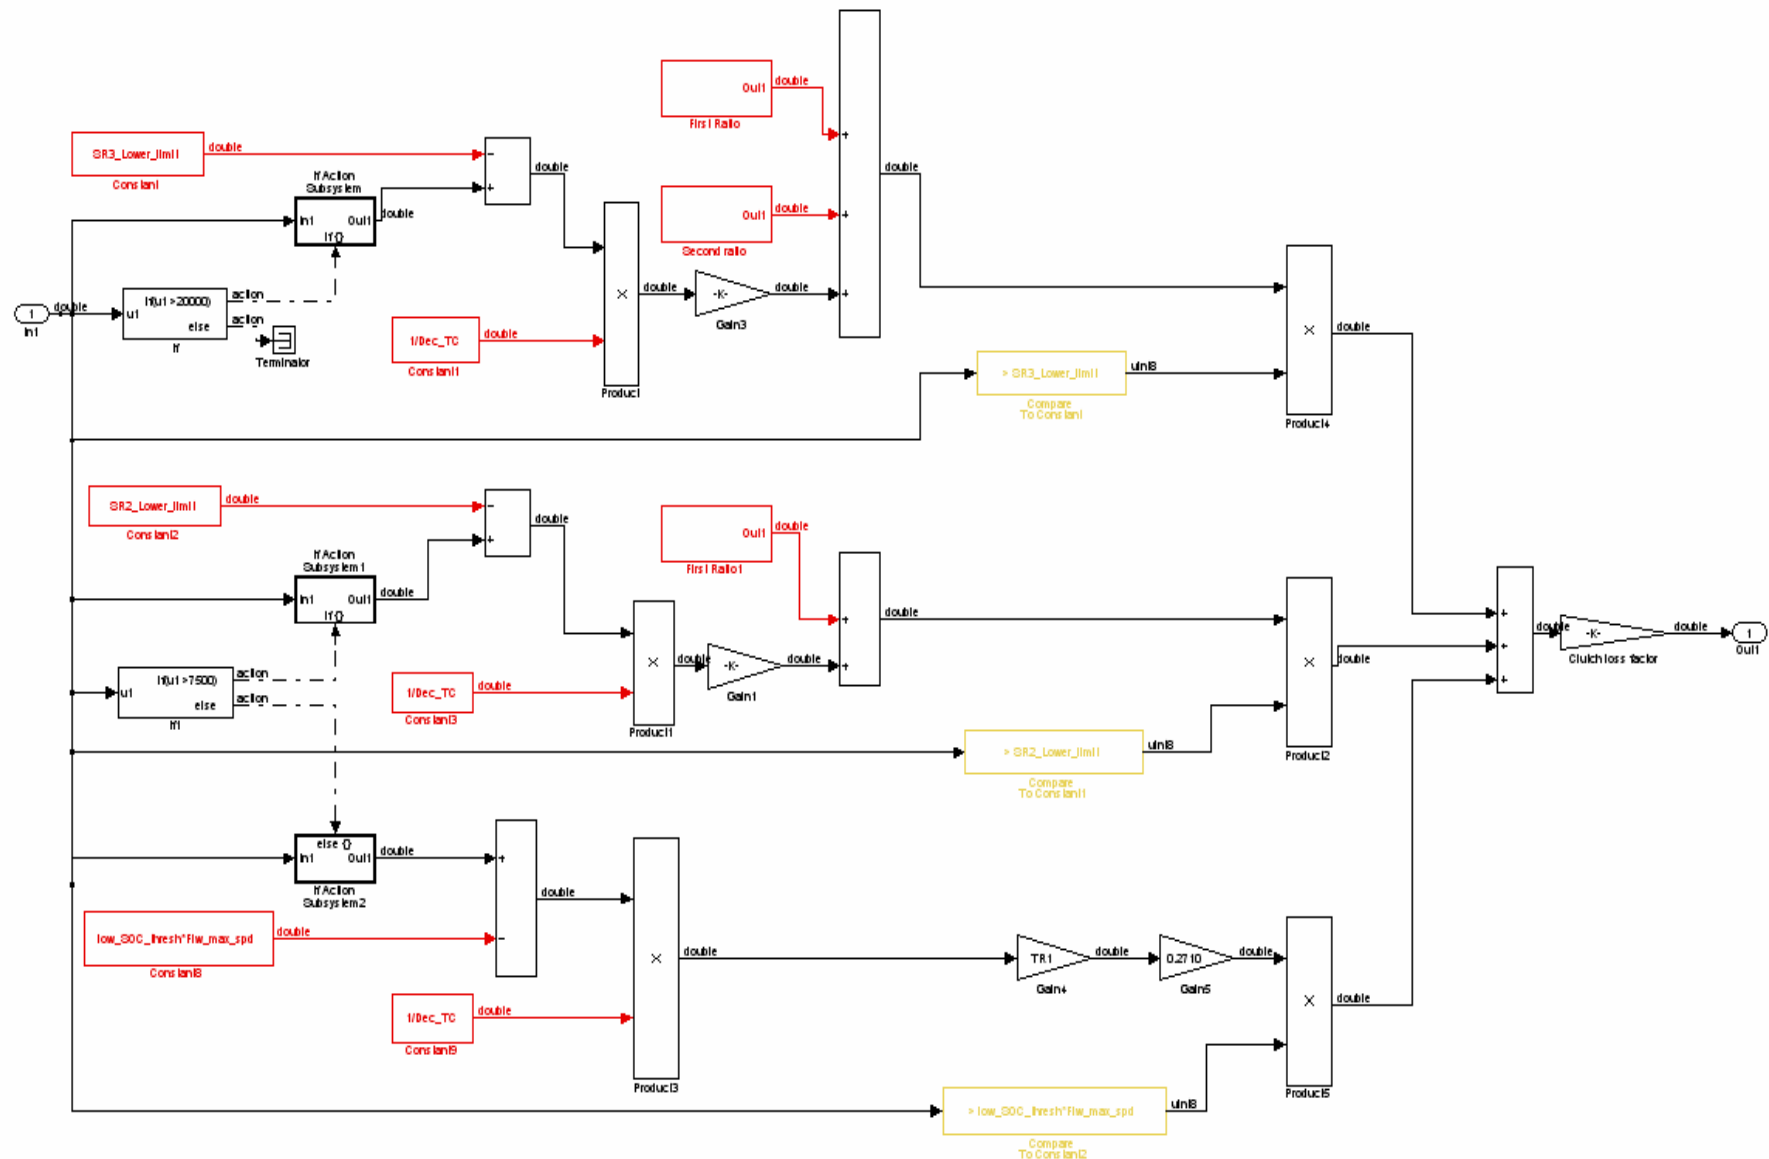 Out1
double
First Ratio
SR3_Lower_limit
double
Constant
If Action
Subsystem
In1
Out1
If {}
double
-
+
double
Out1
double
Second ratio
+
+
+
double
1
In1
double
u1
if(u1 >20000)
else
If
action
action
Terminator
1/Dec_TC
double
Constant1
×
Product
double
-K-
Gain3
double
> SR3_Lower_limit
uint8
Compare
To Constant
×
Product4
double
SR2_Lower_limit
double
Constant2
If Action
Subsystem1
In1
Out1
If {}
double
-
+
double
Out1
double
First Ratio1
+
+
double
u1
if(u1 >7500)
else
If1
action
action
1/Dec_TC
double
Constant3
×
Product1
double
-K-
Gain1
double
> SR2_Lower_limit
uint8
Compare
To Constant1
×
Product2
double
+
+
+
double
-K-
Clutch loss factor
double
1
Out1
else {}
In1
Out1
If Action
Subsystem2
double
low_SOC_thresh*Flw_max_spd
double
Constant8
+
-
double
1/Dec_TC
double
Constant9
×
Product3
double
TR1
Gain4
double
0.2710
Gain5
double
> low_SOC_thresh*Flw_max_spd
uint8
Compare
To Constant2
×
Product5
double